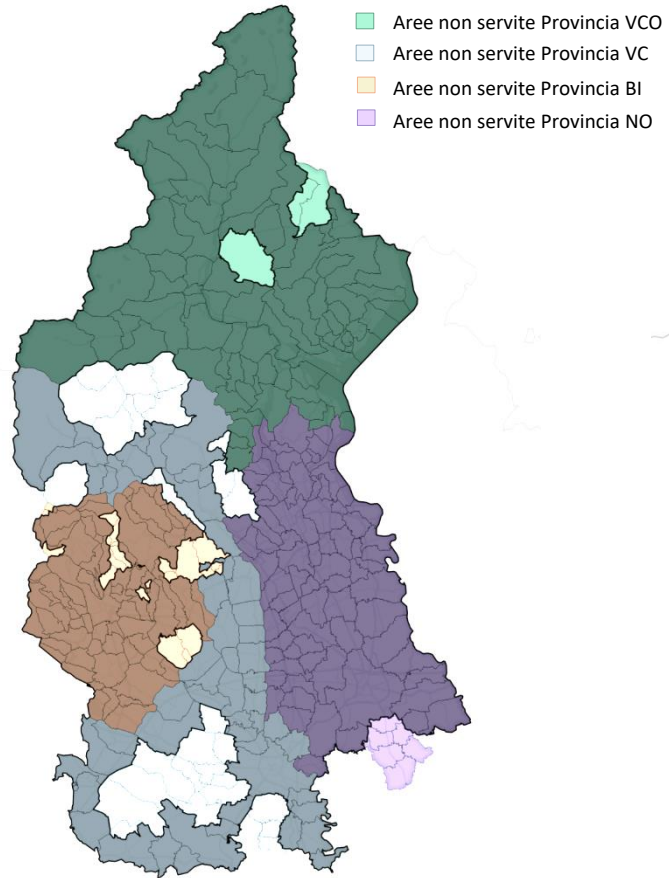 Aree non servite Provincia VCO
Aree non servite Provincia VC
Aree non servite Provincia BI
Aree non servite Provincia NO